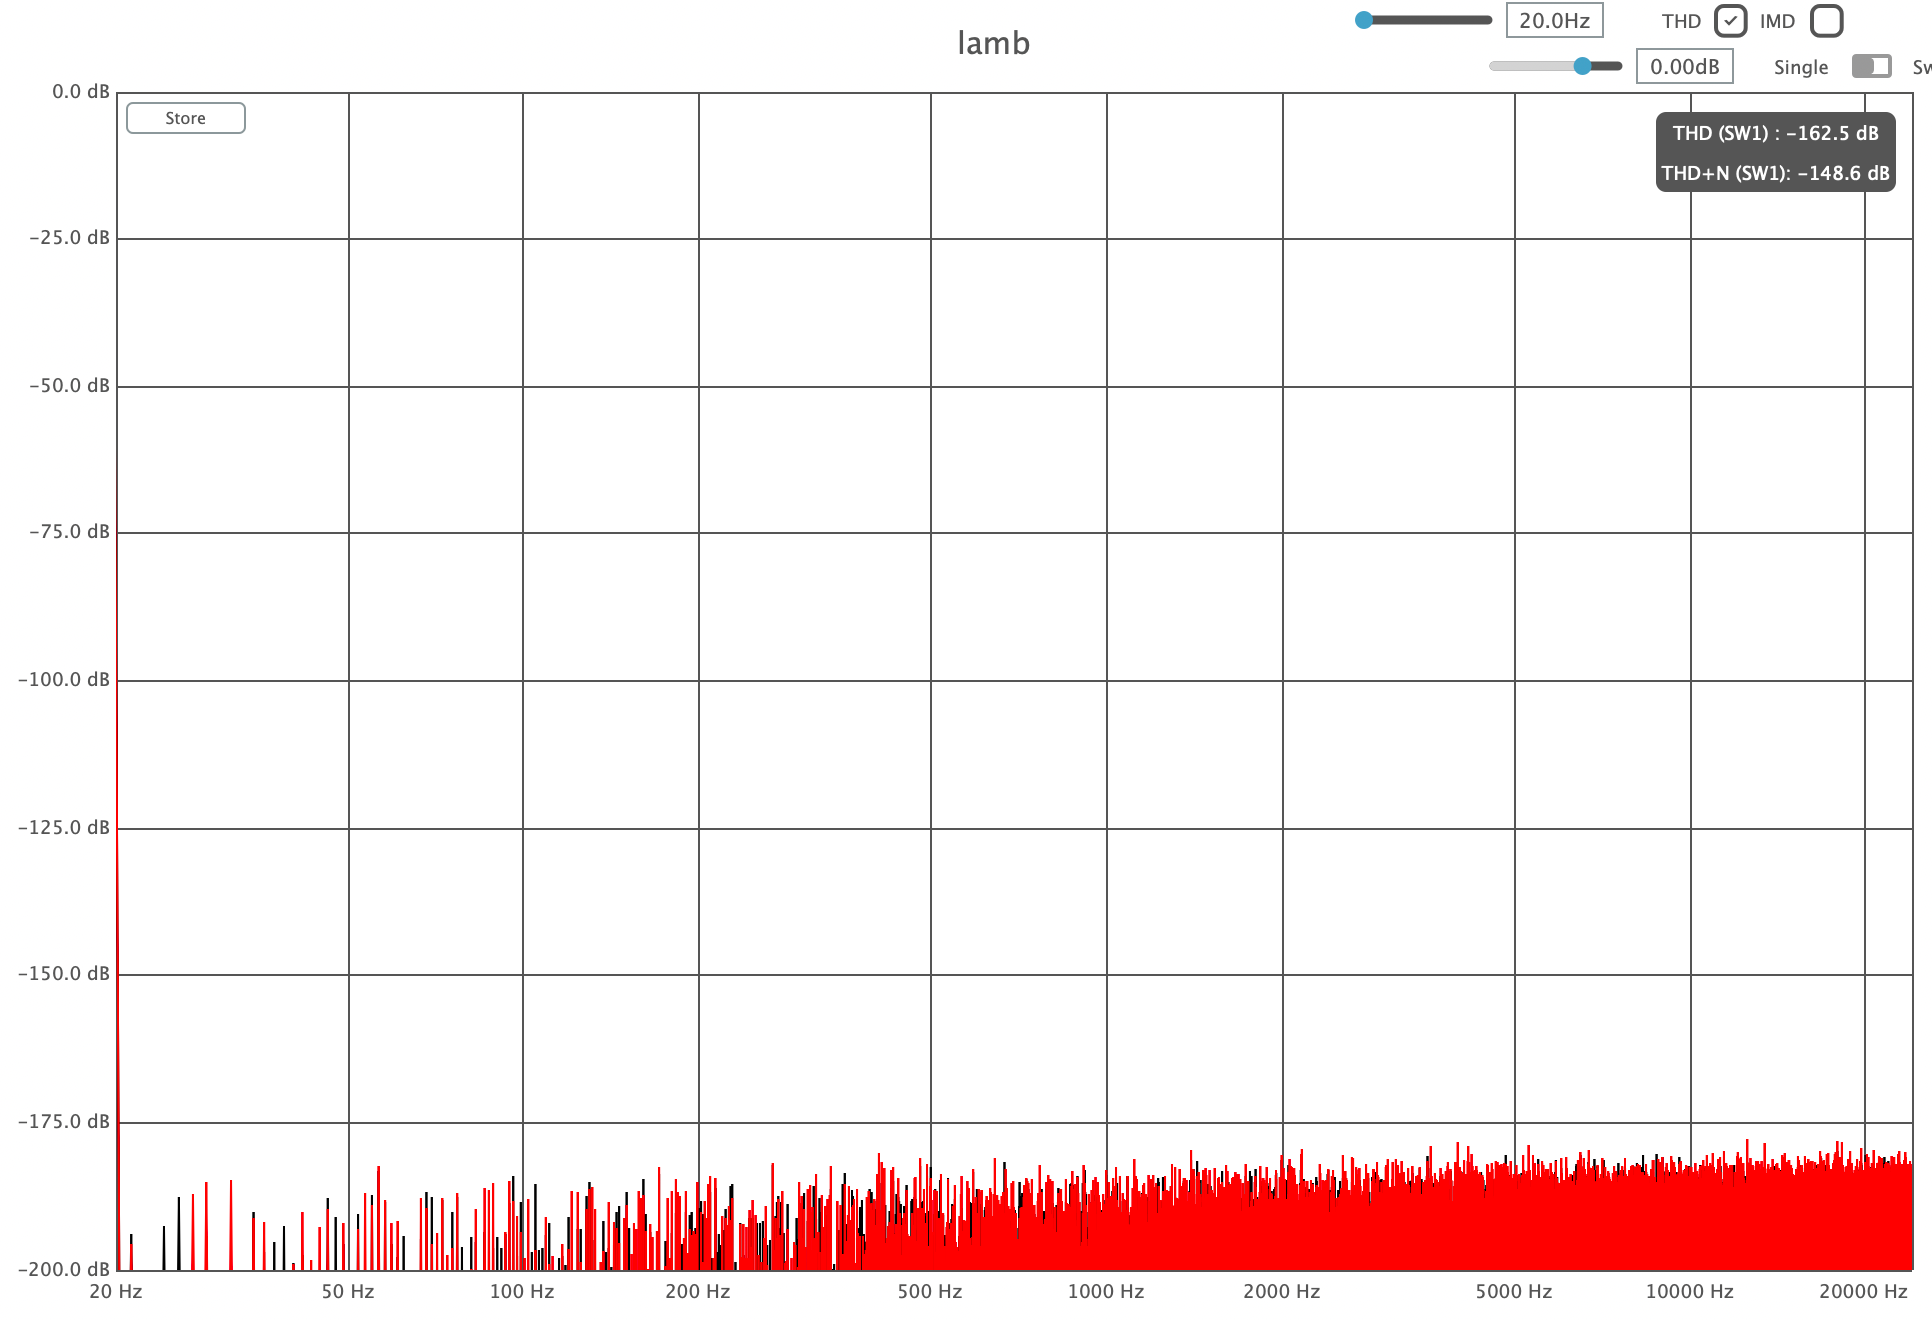 20.0Hz THD IMD
lamb
0.00dB Single Sw
0.0 dB
Store
THD (SW1) : −162.5 dB
THD+N (SW1): −148.6 dB
−25.0 dB
−50.0 dB
−75.0 dB
−100.0 dB
−125.0 dB
−150.0 dB
−175.0 dB
−200.0 dB
20 Hz 50 Hz 100 Hz 200 Hz 500 Hz 1000 Hz 2000 Hz 5000 Hz 10000 Hz 20000 Hz